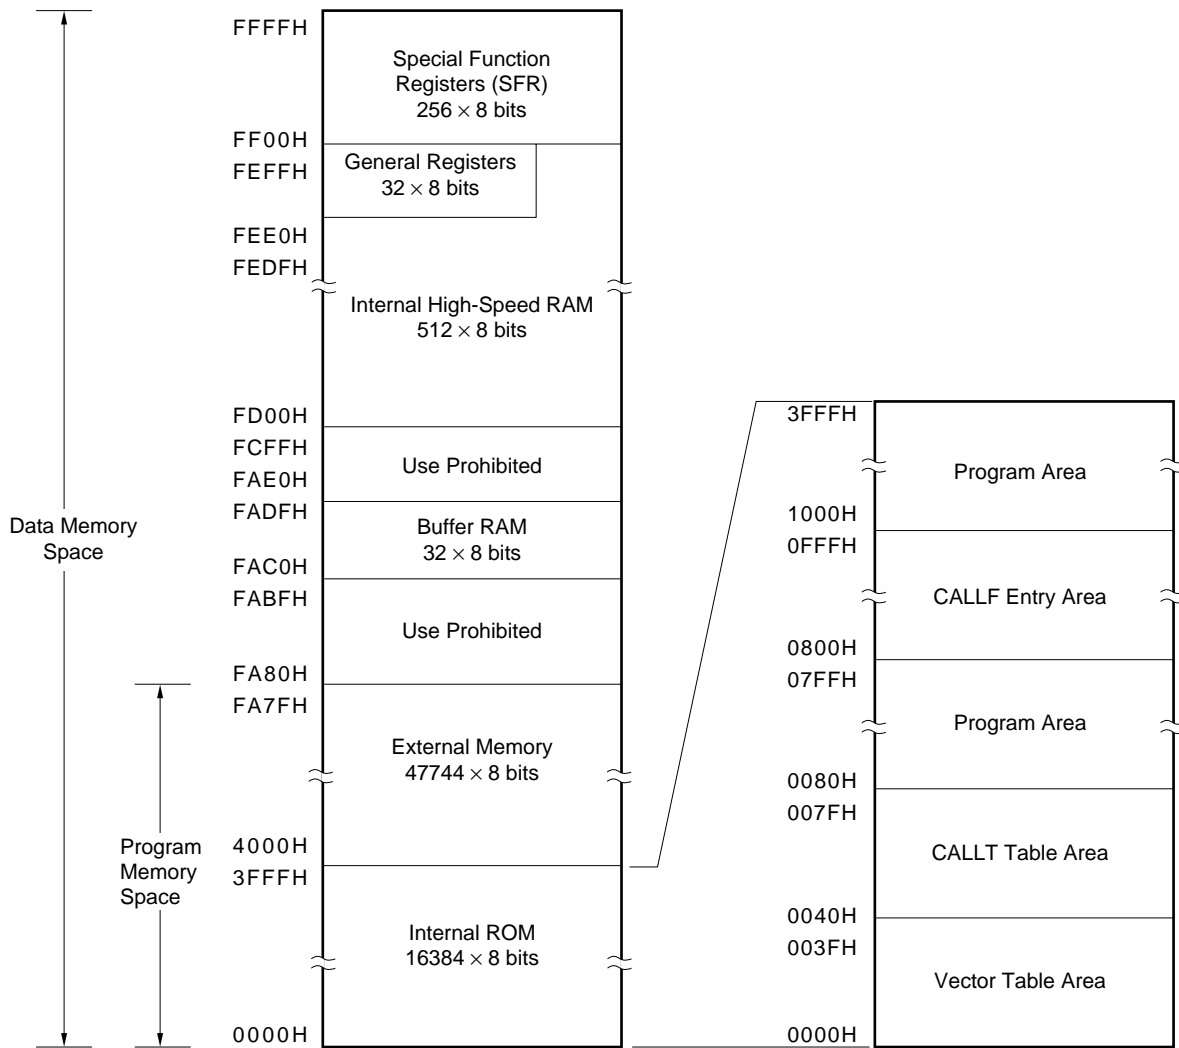 FFFFH
Special Function
Registers (SFR)
256 × 8 bits
FF00H
FEFFH
General Registers
32 × 8 bits
FEE0H
FEDFH
Internal High-Speed RAM
512 × 8 bits
FD00H
FCFFH
Use Prohibited
FAE0H
FADFH
Buffer RAM
32 × 8 bits
FAC0H
FABFH
Use Prohibited
FA80H
FA7FH
External Memory
47744 × 8 bits
4000H
3FFFH
Internal ROM
16384 × 8 bits
0000H
Data Memory
Space
Program
Memory
Space
3FFFH
Program Area
1000H
0FFFH
CALLF Entry Area
0800H
07FFH
Program Area
0080H
007FH
CALLT Table Area
0040H
003FH
Vector Table Area
0000H